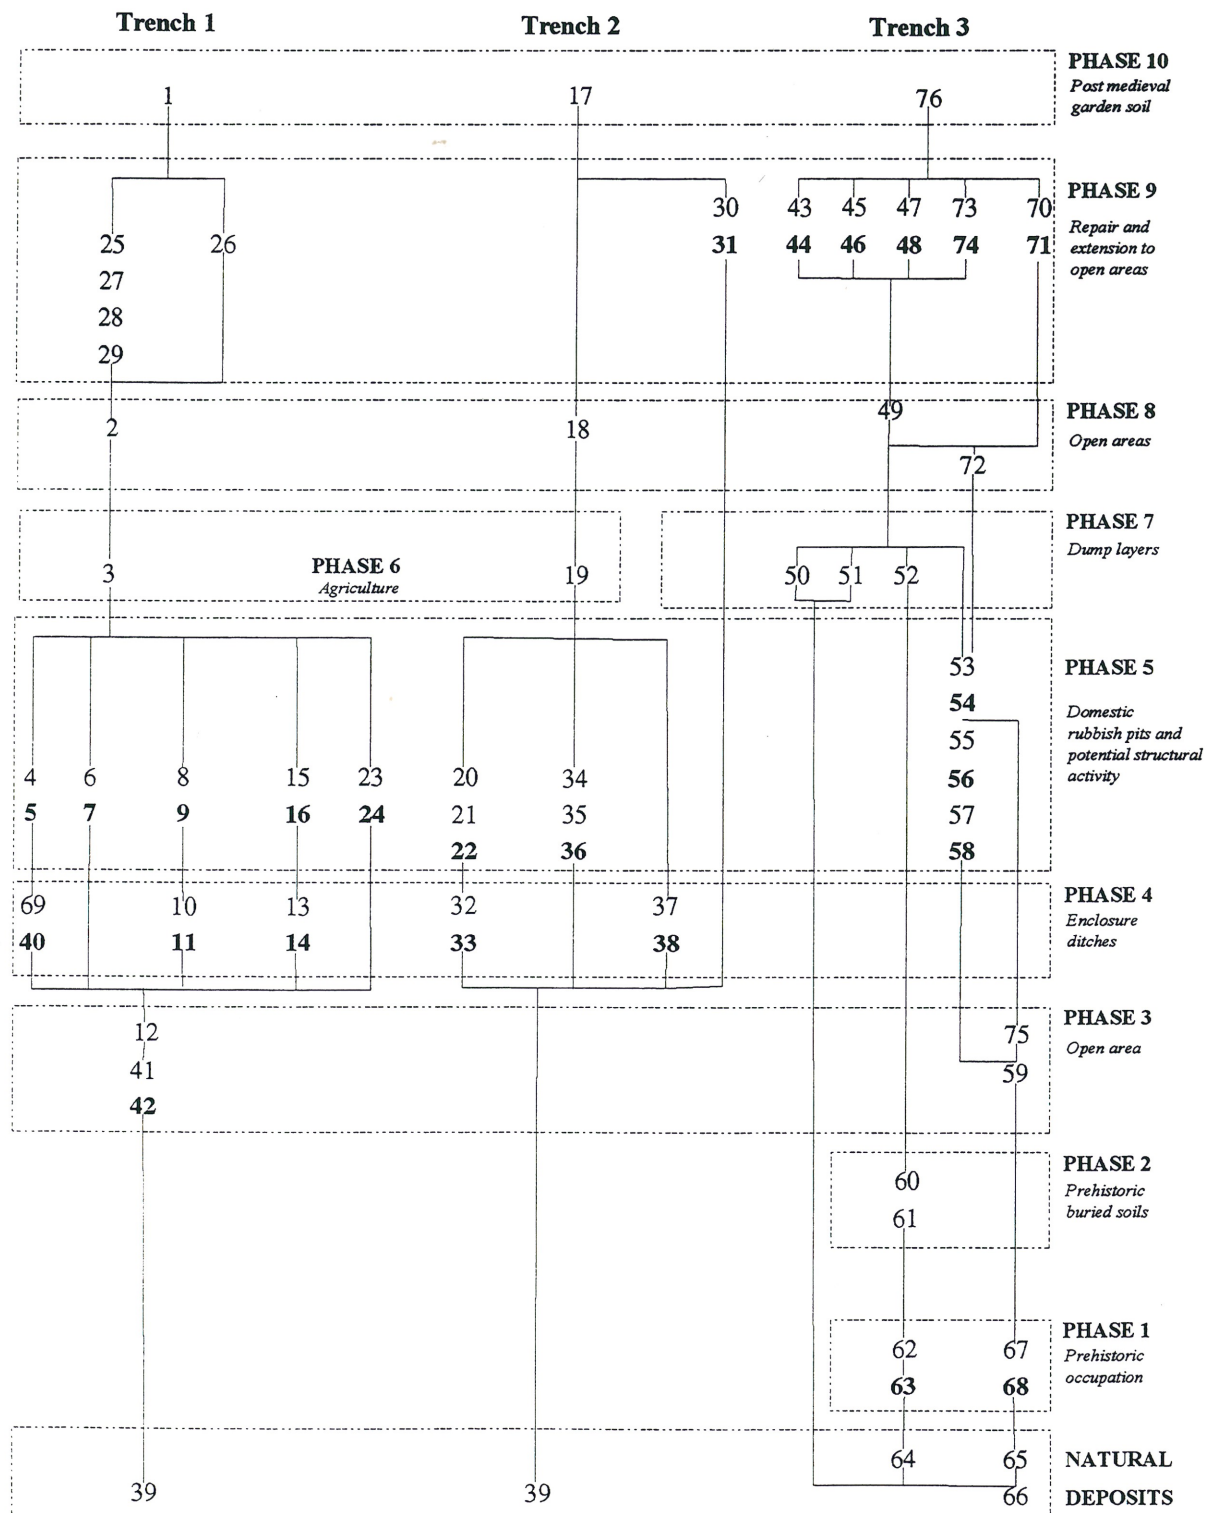 Trench 1 Trench 2 Trench 3
PHASE 10
Post medieval
garden soil
1 17 76
PHASE 9
30 43 45 47 73 70
Repair and
extension to
open areas
25 26 31 44 46 48 74 71
27
28
29
PHASE 8
49
2 18
Open areas
72
PHASE 7
Dump layers
PHASE 6
Agriculture
3 19 50 51 52
53
PHASE 5
54
Domestic
rubbish pits and
potential structural
activity
55
4 6 8 15 23 20 34 56
5 7 9 16 24 21 35 57
22 36 58
PHASE 4
Enclosure
ditches
69 10 13 32 37
40 11 14 33 38
PHASE 3
Open area
12 75
41 59
42
PHASE 2
Prehistoric
buried soils
60
61
PHASE 1
Prehistoric
occupation
62 67
63 68
64 65 NATURAL
39 39 66 DEPOSITS